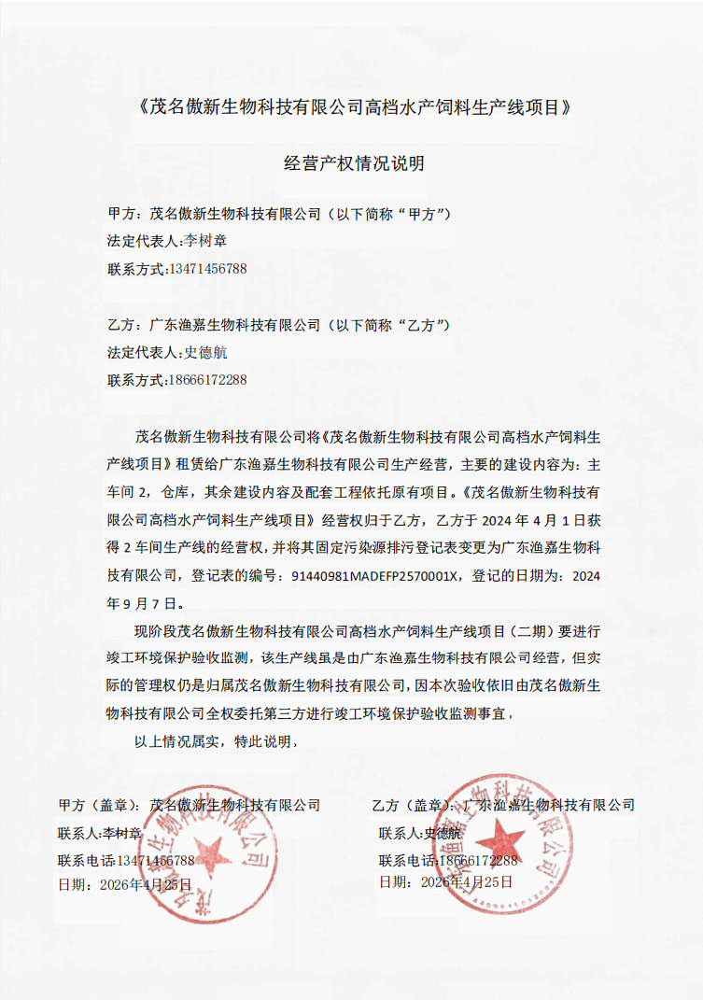 《茂名傲新生物科技有限公司高档水产饲料生产线项目》
经营产权情况说明
甲方：茂名傲新生物科技有限公司（以下简称“甲方”）
法定代表人:李树章
联系方式:13471456788
乙方：广东渔嘉生物科技有限公司（以下简称“乙方”）
法定代表人:史德航
联系方式:18666172288
茂名傲新生物科技有限公司将《茂名傲新生物科技有限公司高档水产饲料生
产线项目》租赁给广东渔嘉生物科技有限公司生产经营，主要的建设内容为：主
车间 2，仓库，其余建设内容及配套工程依托原有项目。《茂名傲新生物科技有
限公司高档水产饲料生产线项目》经营权归于乙方，乙方于 2024 年 4 月 1 日获
得 2 车间生产线的经营权，并将其固定污染源排污登记表变更为广东渔嘉生物科
技有限公司，登记表的编号：91440981MADEFP2570001X，登记的日期为：2024
年 9 月 7 日。
现阶段茂名傲新生物科技有限公司高档水产饲料生产线项目（二期）要进行
竣工环境保护验收监测，该生产线虽是由广东渔嘉生物科技有限公司经营，但实
际的管理权仍是归属茂名傲新生物科技有限公司，因本次验收依旧由茂名傲新生
物科技有限公司全权委托第三方进行竣工环境保护验收监测事宜，
以上情况属实，特此说明，
甲方（盖章）：茂名傲新生物科技有限公司
联系人:李树章
联系电话:13471456788
日期：2026年4月25日
茂名傲新生物科技有限公司
乙方（盖章）：广东渔嘉生物科技有限公司
联系人:史德航
联系电话:18666172288
日期：2026年4月25日
广东渔嘉生物科技有限公司